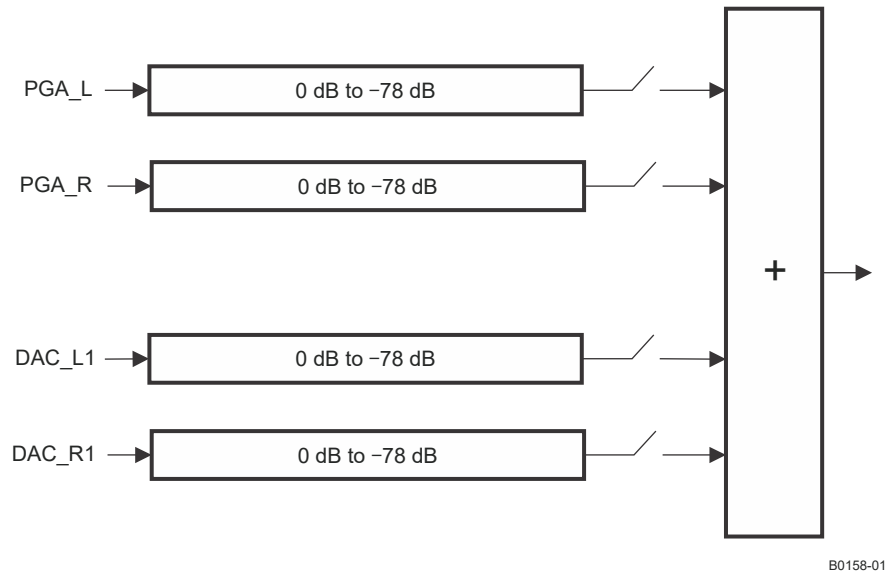 PGA_L
0 dB to −78 dB
PGA_R
0 dB to −78 dB
+
DAC_L1
0 dB to −78 dB
DAC_R1
0 dB to −78 dB
B0158-01